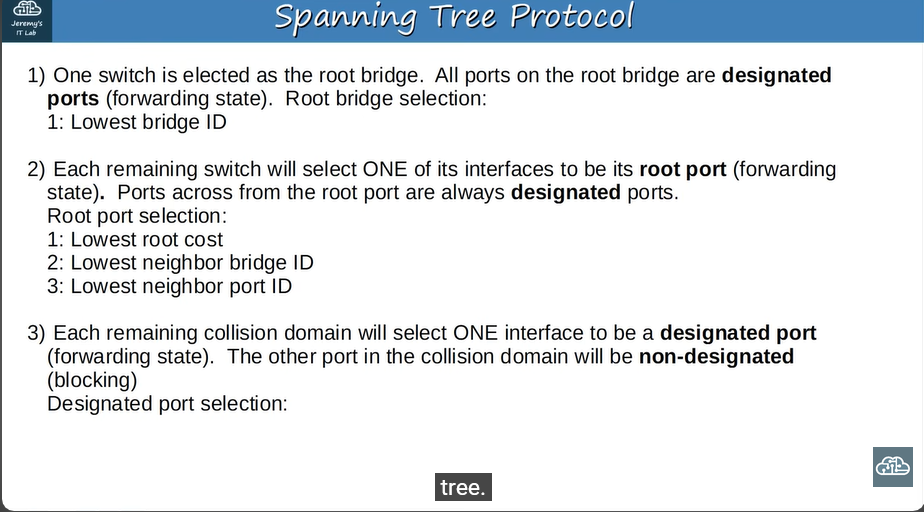 Jeremy's
IT Lab
Spanning Tree Protocol
1) One switch is elected as the root bridge. All ports on the root bridge are designated
ports (forwarding state). Root bridge selection:
1: Lowest bridge ID
2) Each remaining switch will select ONE of its interfaces to be its root port (forwarding
state). Ports across from the root port are always designated ports.
Root port selection:
1: Lowest root cost
2: Lowest neighbor bridge ID
3: Lowest neighbor port ID
3) Each remaining collision domain will select ONE interface to be a designated port
(forwarding state). The other port in the collision domain will be non-designated
(blocking)
Designated port selection:
tree.